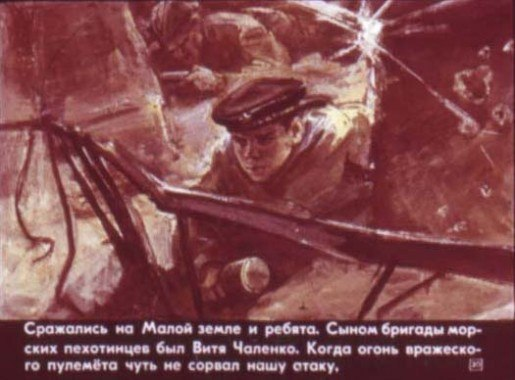 Сражались на Малой земле и ребята. Сыном бригады мор-
ских пехотинцев был Витя Чаленко. Когда огонь вражеско-
го пулемёта чуть не сорвал нашу атаку,